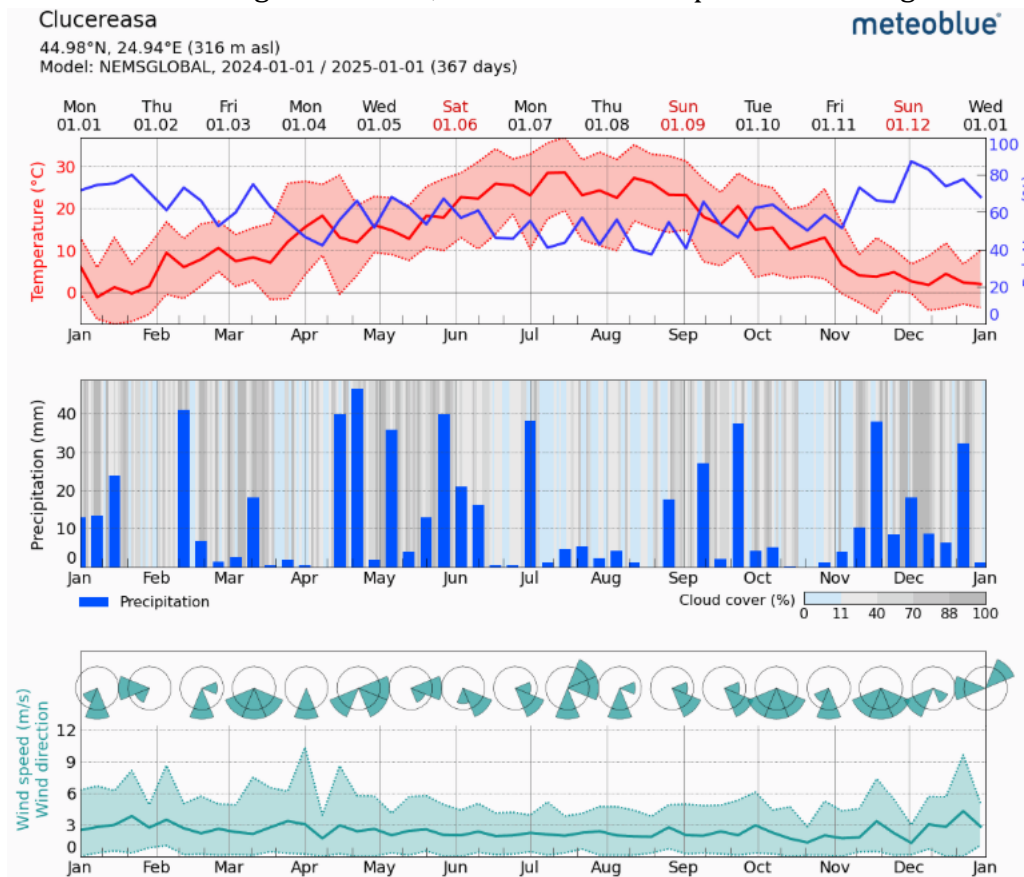 Clucereasa
meteoblue
44.98°N, 24.94°E (316 m asl)
Model: NEMSGLOBAL, 2024-01-01 / 2025-01-01 (367 days)
Mon Thu Fri Mon Wed Sat Mon Thu Sun Tue Fri Sun Wed
01.01 01.02 01.03 01.04 01.05 01.06 01.07 01.08 01.09 01.10 01.11 01.12 01.01
Temperature (°C)
30
20
10
0
100
80
60
40
20
0
Jan Feb Mar Apr May Jun Jul Aug Sep Oct Nov Dec Jan
Precipitation (mm)
40
30
20
10
0
Jan Feb Mar Apr May Jun Jul Aug Sep Oct Nov Dec Jan
Precipitation
Cloud cover (%)
0 11 40 70 88 100
Wind speed (m/s)
Wind direction
12
9
6
3
0
Jan Feb Mar Apr May Jun Jul Aug Sep Oct Nov Dec Jan